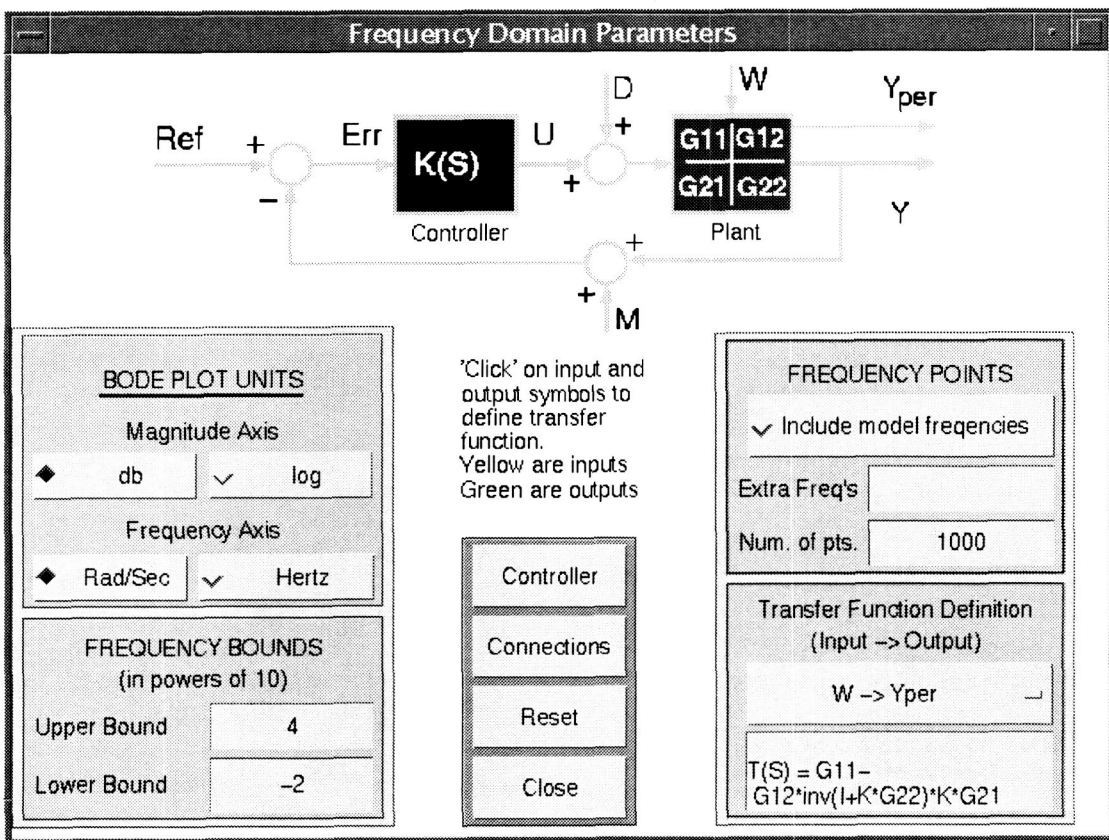 Frequency Domain Parameters
D
W
Yper
Ref
+
Err
K(S)
U
+
+
G11 G12
G21 G22
Y
−
Controller
Plant
+
+
M
BODE PLOT UNITS
Magnitude Axis
db
log
Frequency Axis
Rad/Sec
Hertz
FREQUENCY BOUNDS
(in powers of 10)
Upper Bound 4
Lower Bound −2
'Click' on input and
output symbols to
define transfer
function.
Yellow are inputs
Green are outputs
Controller
Connections
Reset
Close
FREQUENCY POINTS
Include model freqencies
Extra Freq's
Num. of pts. 1000
Transfer Function Definition
(Input −> Output)
W −> Yper
T(S) = G11−
G12*inv(I+K*G22)*K*G21